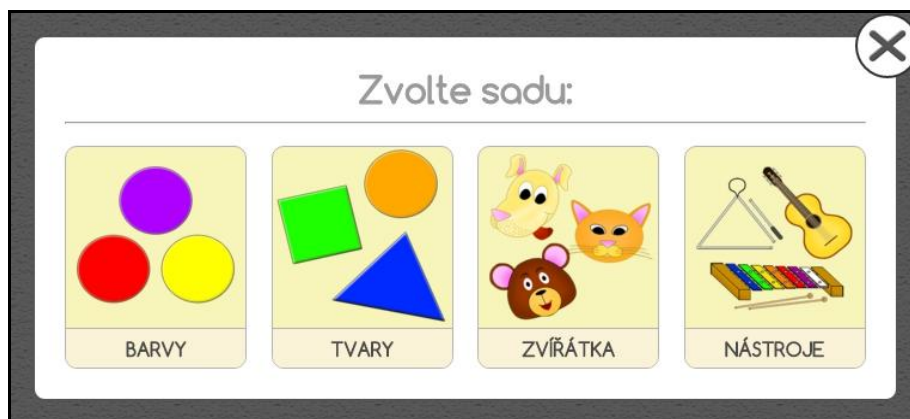 Zvolte sadu:
BARVY
TVARY
ZVÍŘÁTKA
NÁSTROJE